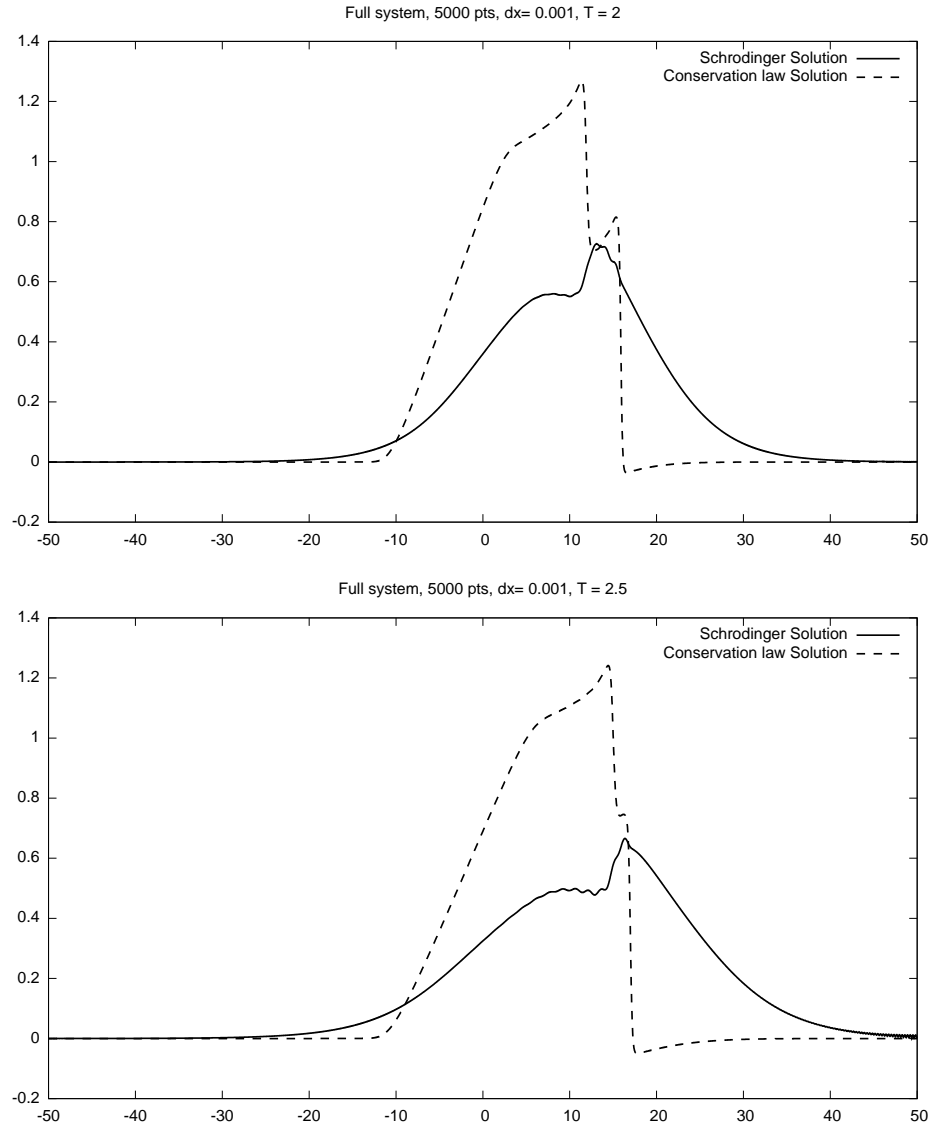 Full system, 5000 pts, dx= 0.001, T = 2
1.4
Schrodinger Solution
Conservation law Solution
1.2
1
0.8
0.6
0.4
0.2
0
-0.2
-50 -40 -30 -20 -10 0 10 20 30 40 50
Full system, 5000 pts, dx= 0.001, T = 2.5
1.4
Schrodinger Solution
Conservation law Solution
1.2
1
0.8
0.6
0.4
0.2
0
-0.2
-50 -40 -30 -20 -10 0 10 20 30 40 50